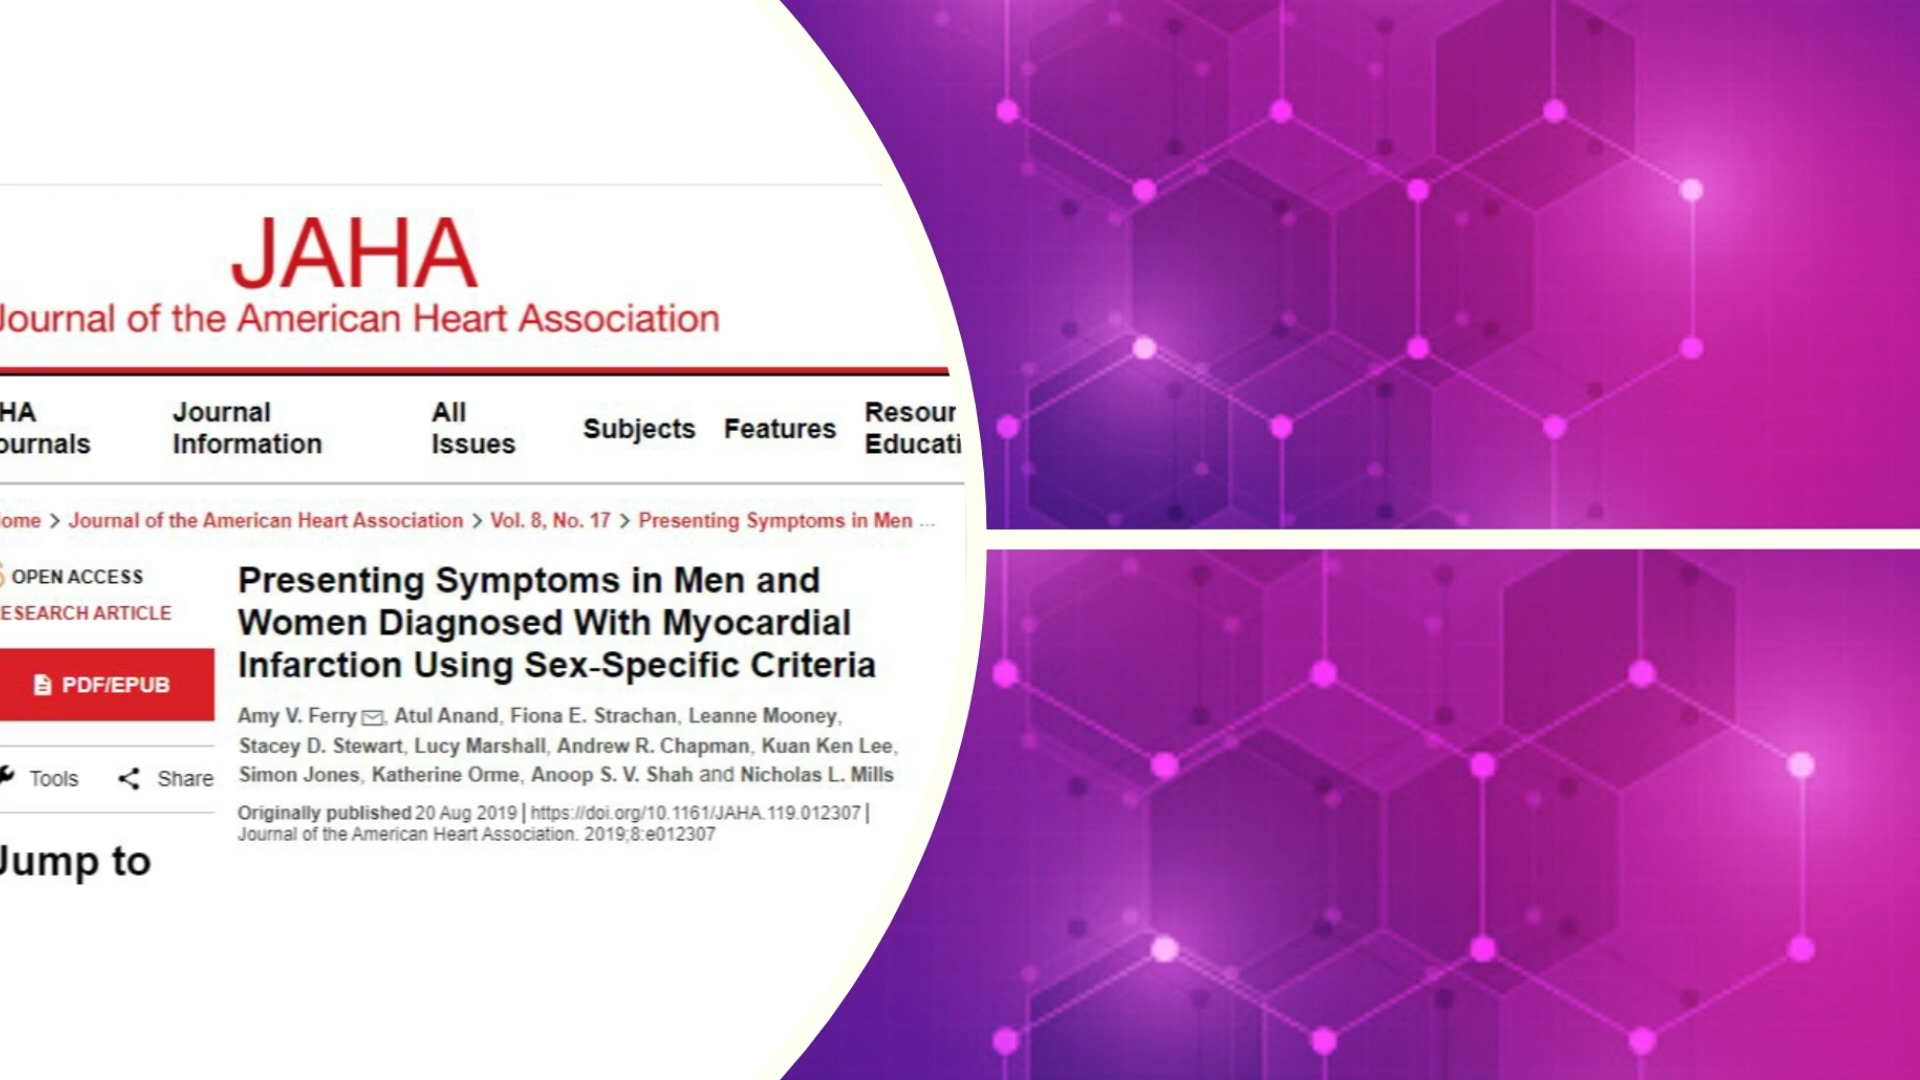 JAHA
Journal of the American Heart Association
HA Journal All Subjects Features Resour
ournals Information Issues Educati
ome > Journal of the American Heart Association > Vol. 8, No. 17 > Presenting Symptoms in Men ...
OPEN ACCESS
ESEARCH ARTICLE
PDF/EPUB
Tools Share
Jump to
Presenting Symptoms in Men and
Women Diagnosed With Myocardial
Infarction Using Sex-Specific Criteria
Amy V. Ferry, Atul Anand, Fiona E. Strachan, Leanne Mooney,
Stacey D. Stewart, Lucy Marshall, Andrew R. Chapman, Kuan Ken Lee,
Simon Jones, Katherine Orme, Anoop S. V. Shah and Nicholas L. Mills
Originally published 20 Aug 2019 | https://doi.org/10.1161/JAHA.119.012307 |
Journal of the American Heart Association. 2019;8:e012307